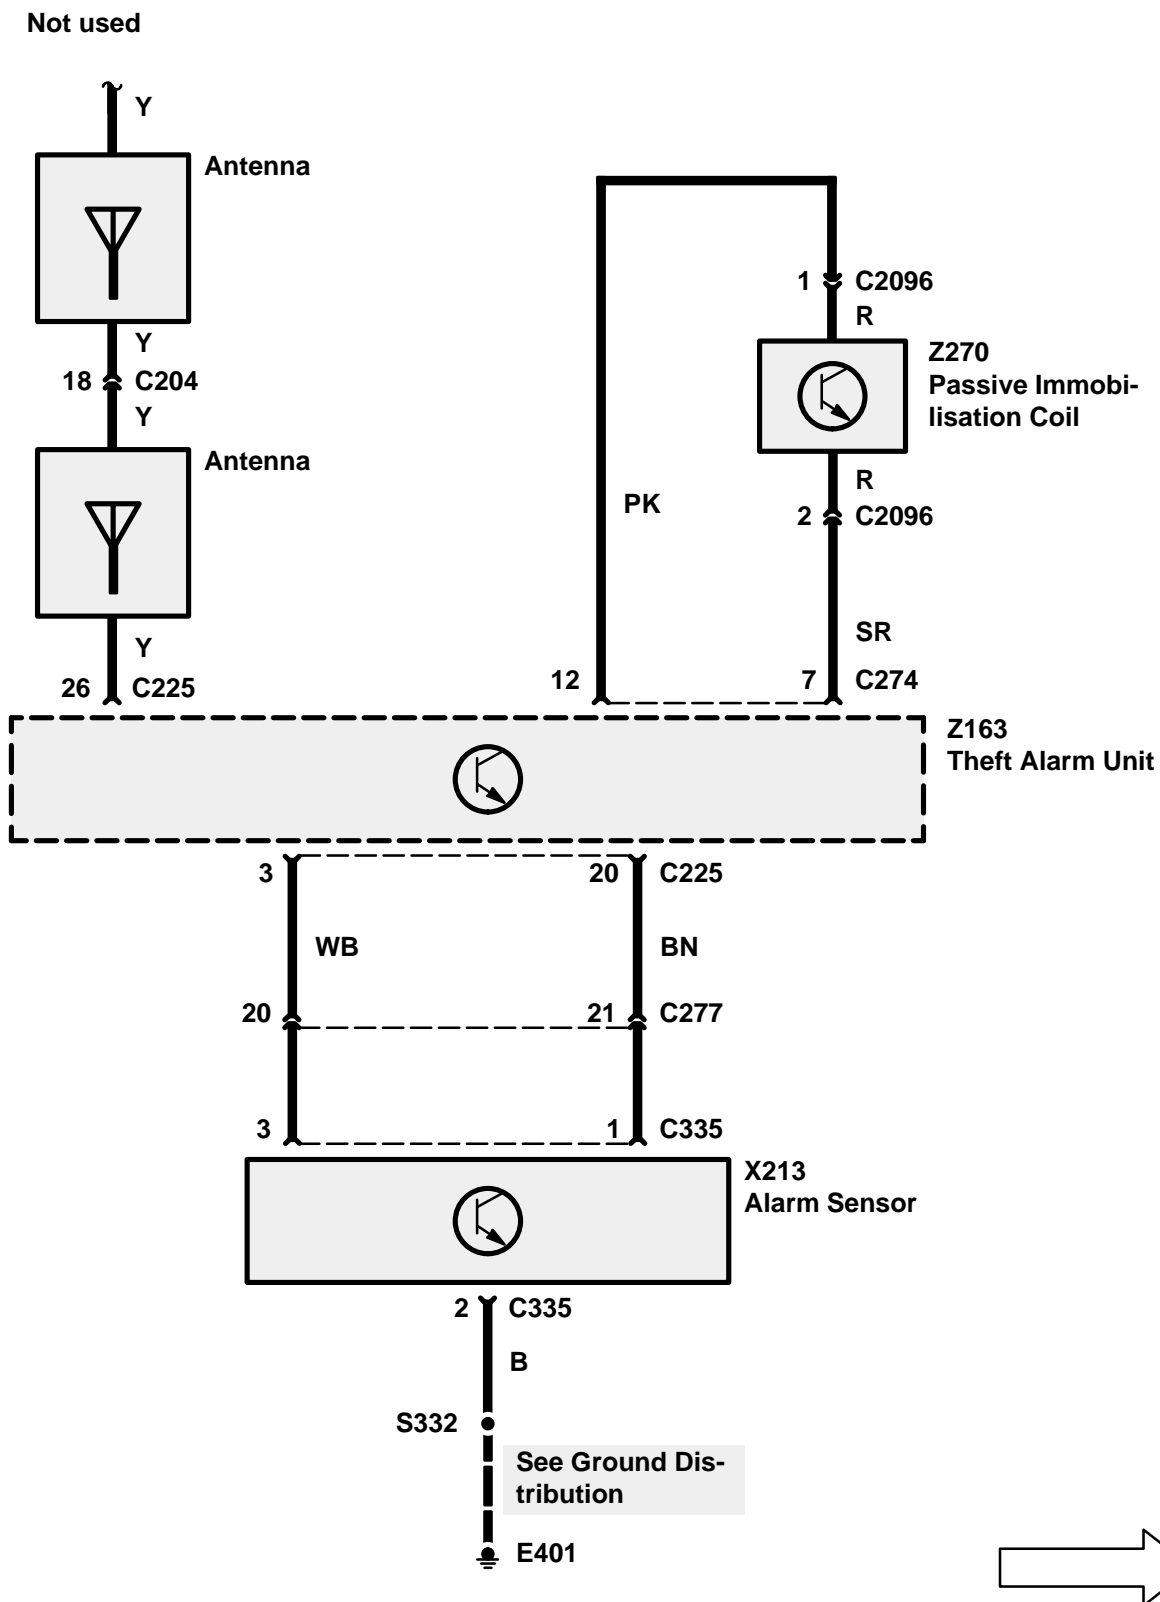 Not used
Y
Antenna
Y
18 C204
Y
Antenna
Y
26 C225
1 C2096
R
Z270
Passive Immobi-
lisation Coil
R
2 C2096
PK
SR
12 7 C274
Z163
Theft Alarm Unit
3 20 C225
WB BN
20 21 C277
3 1 C335
X213
Alarm Sensor
2 C335
B
S332
See Ground Dis-
tribution
E401